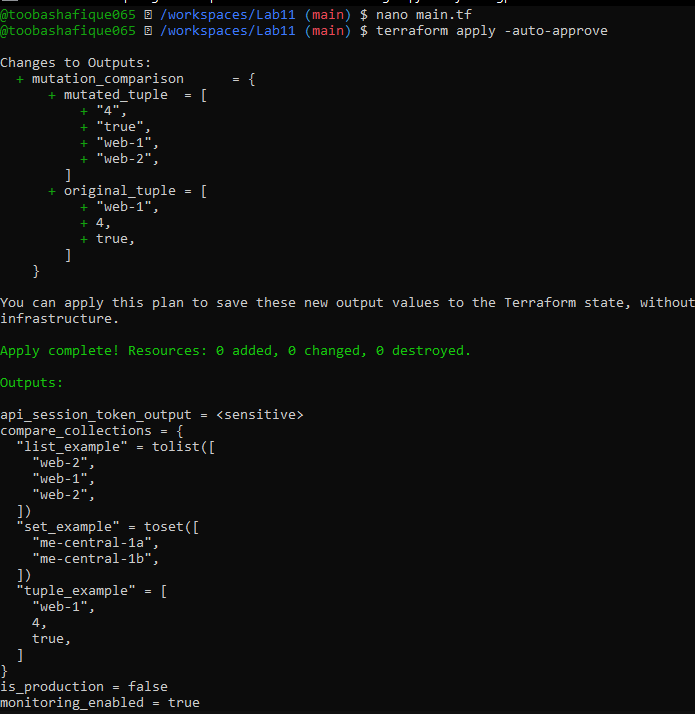 @toobashafique065 /workspaces/Lab11 (main) $ nano main.tf
@toobashafique065 /workspaces/Lab11 (main) $ terraform apply -auto-approve

Changes to Outputs:
  + mutation_comparison      = {
      + mutated_tuple  = [
          + "4",
          + "true",
          + "web-1",
          + "web-2",
        ]
      + original_tuple = [
          + "web-1",
          + 4,
          + true,
        ]
    }

You can apply this plan to save these new output values to the Terraform state, without
infrastructure.

Apply complete! Resources: 0 added, 0 changed, 0 destroyed.

Outputs:

api_session_token_output = <sensitive>
compare_collections = {
  "list_example" = tolist([
    "web-2",
    "web-1",
    "web-2",
  ])
  "set_example" = toset([
    "me-central-1a",
    "me-central-1b",
  ])
  "tuple_example" = [
    "web-1",
    4,
    true,
  ]
}
is_production = false
monitoring_enabled = true